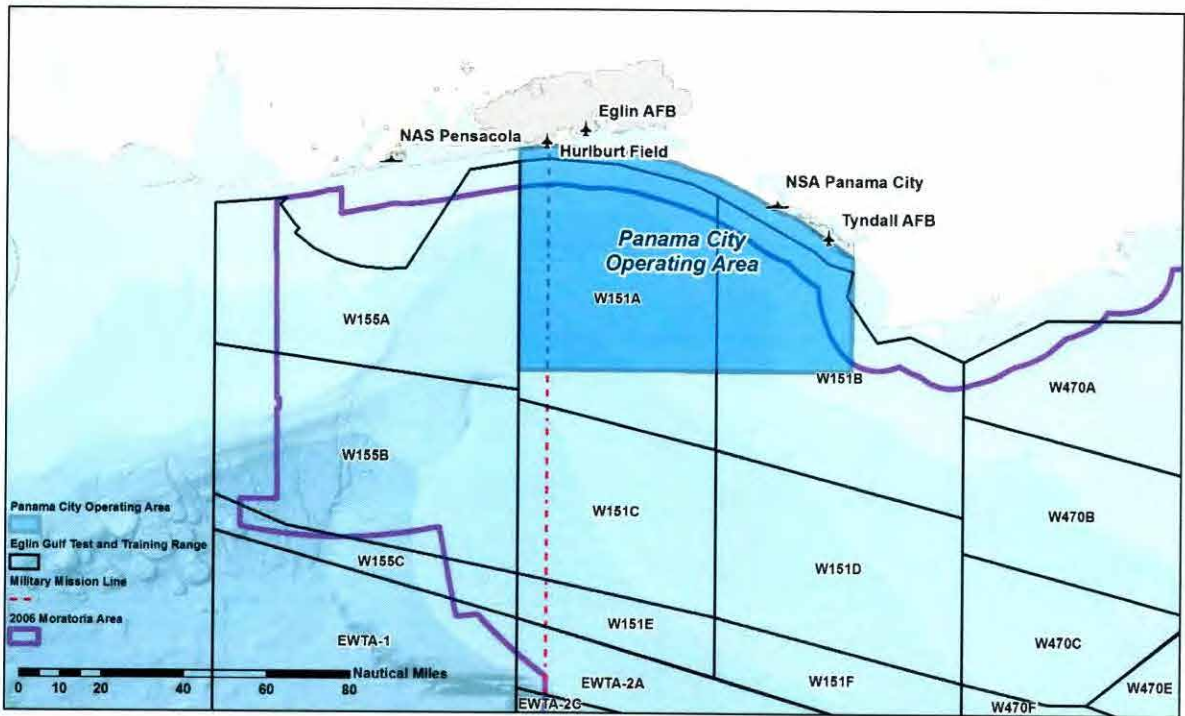 Eglin AFB
NAS Pensacola
Hurlburt Field
NSA Panama City
Tyndall AFB
Panama City
Operating Area
W151A
W155A
W151B
W470A
W155B
W151C
W470B
W155C
W151D
W151E
W470C
EWTA-1
EWTA-2A
W151F
W470E
EWTA-2C
W470F
Panama City Operating Area
Eglin Gulf Test and Training Range
Military Mission Line
2006 Moratoria Area
Nautical Miles
0 10 20 40 60 80